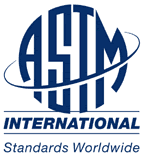 ASTM
INTERNATIONAL
Standards Worldwide